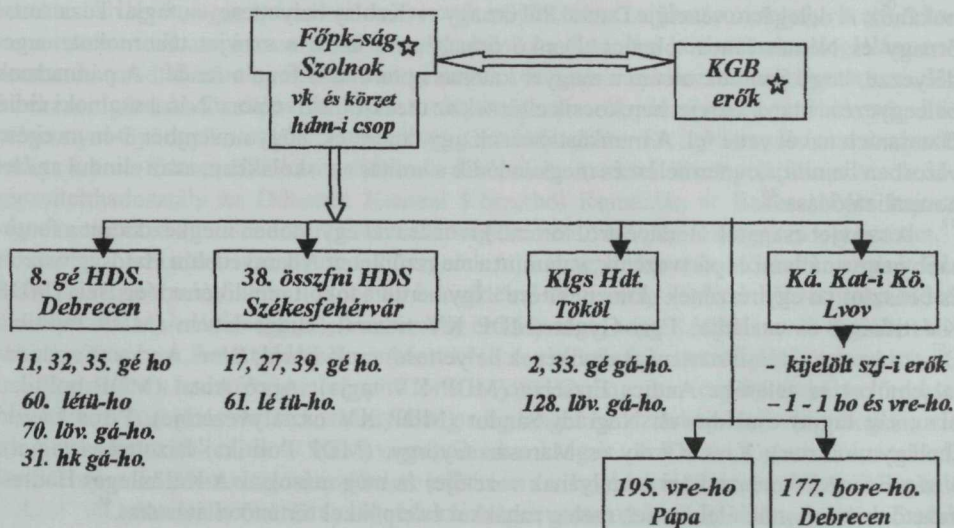 Főpk-ság
Szolnok
vk és körzet
hdm-i csop
KGB
erők
8. gé HDS.
Debrecen
11, 32, 35. gé ho
60. létü-ho
70. löv. gá-ho.
31. hk gá-ho.
38. összfni HDS
Székesfehérvár
17, 27, 39. gé ho.
61. lé tü-ho.
Klgs Hdt.
Tököl
2, 33. gé gá-ho.
128. löv. gá-ho.
Ká. Kat-i Kö.
Lvov
- kijelölt szf-i erők
- 1 - 1 bo és vre-ho.
195. vre-ho
Pápa
177. bore-ho.
Debrecen